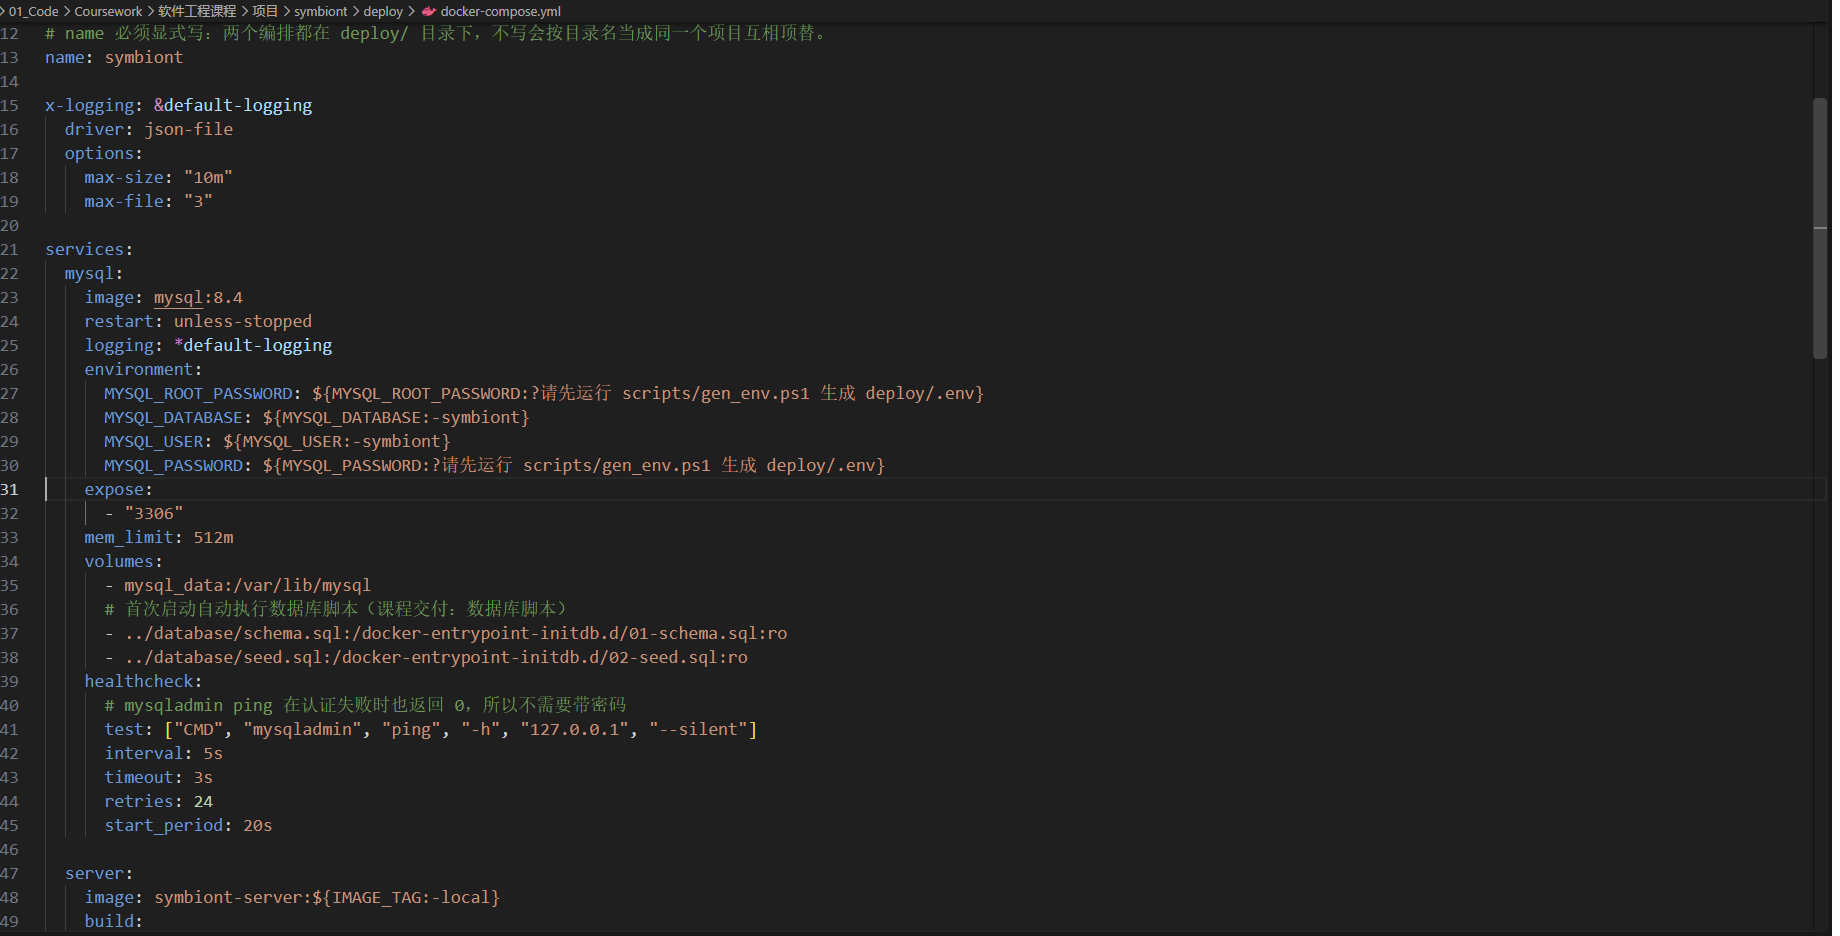 01_Code > Coursework > 软件工程课程 > 项目 > symbiont > deploy > docker-compose.yml
12 # name 必须显式写：两个编排都在 deploy/ 目录下，不写会按目录名当成同一个项目互相顶替。
13 name: symbiont
14
15 x-logging: &default-logging
16   driver: json-file
17   options:
18     max-size: "10m"
19     max-file: "3"
20
21 services:
22   mysql:
23     image: mysql:8.4
24     restart: unless-stopped
25     logging: *default-logging
26     environment:
27       MYSQL_ROOT_PASSWORD: ${MYSQL_ROOT_PASSWORD:?请先运行 scripts/gen_env.ps1 生成 deploy/.env}
28       MYSQL_DATABASE: ${MYSQL_DATABASE:-symbiont}
29       MYSQL_USER: ${MYSQL_USER:-symbiont}
30       MYSQL_PASSWORD: ${MYSQL_PASSWORD:?请先运行 scripts/gen_env.ps1 生成 deploy/.env}
31     expose:
32       - "3306"
33     mem_limit: 512m
34     volumes:
35       - mysql_data:/var/lib/mysql
36       # 首次启动自动执行数据库脚本（课程交付：数据库脚本）
37       - ../database/schema.sql:/docker-entrypoint-initdb.d/01-schema.sql:ro
38       - ../database/seed.sql:/docker-entrypoint-initdb.d/02-seed.sql:ro
39     healthcheck:
40       # mysqladmin ping 在认证失败时也返回 0，所以不需要带密码
41       test: ["CMD", "mysqladmin", "ping", "-h", "127.0.0.1", "--silent"]
42       interval: 5s
43       timeout: 3s
44       retries: 24
45       start_period: 20s
46
47   server:
48     image: symbiont-server:${IMAGE_TAG:-local}
49     build: